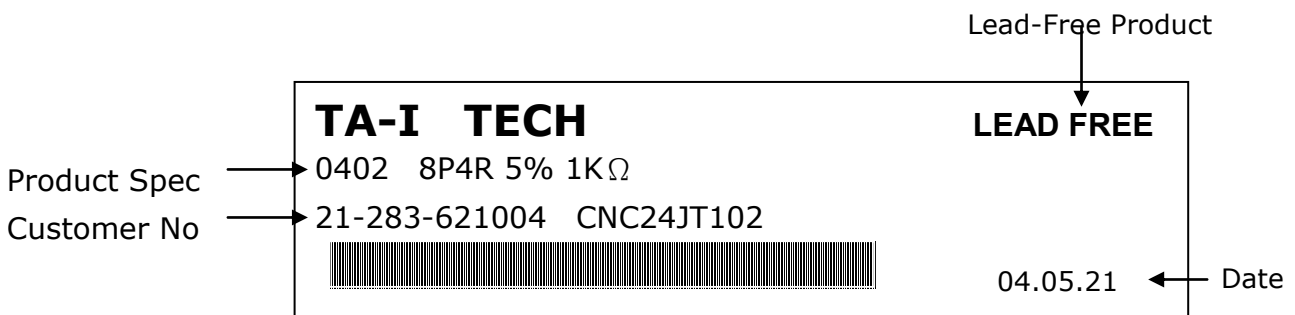 Lead-Free Product
TA-I TECH LEAD FREE
Product Spec 0402 8P4R 5% 1KΩ
Customer No 21-283-621004 CNC24JT102
04.05.21 Date